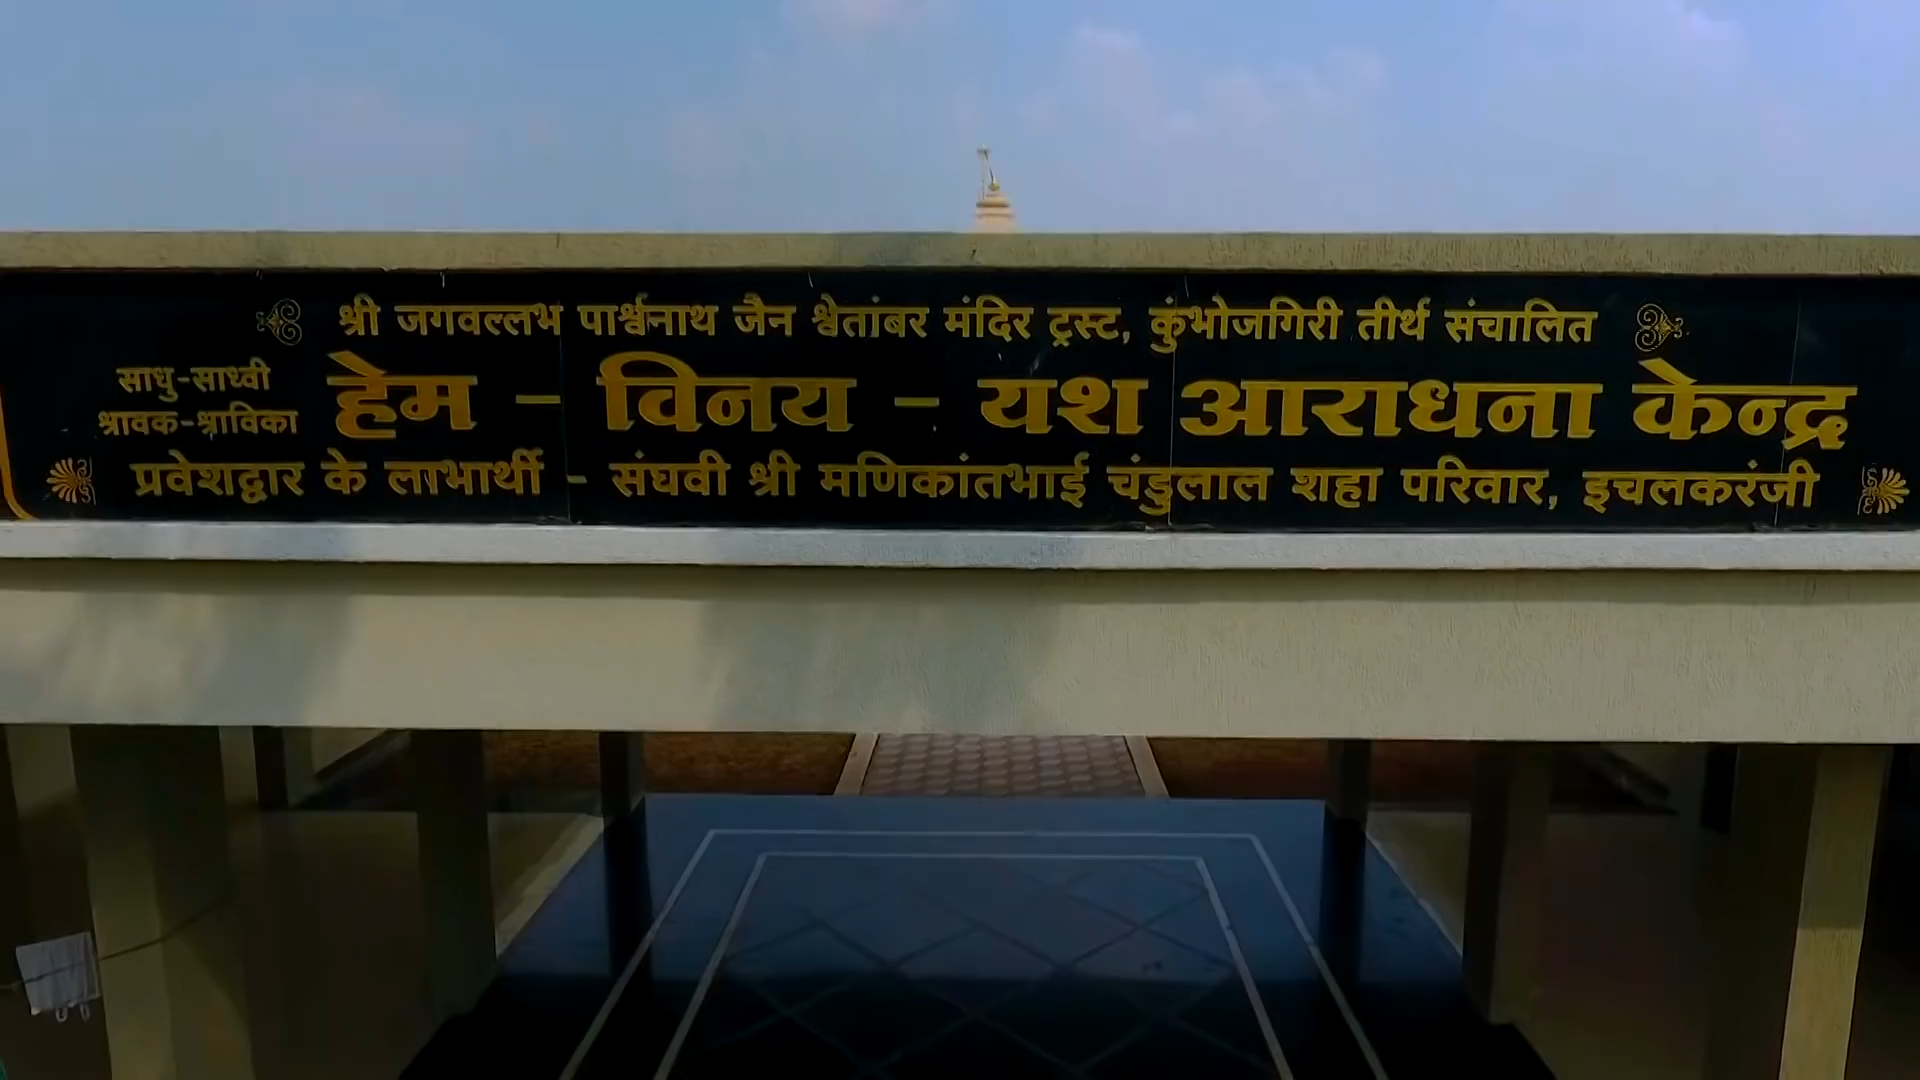 श्री जगवल्लभ पार्श्वनाथ जैन श्वेतांबर मंदिर ट्रस्ट, कुंभोजगिरी तीर्थ संचालित
साधु-साध्वी
श्रावक-श्राविका
हेम - विनय - यश आराधना केन्द्र
प्रवेशद्वार के लाभार्थी - संघवी श्री मणिकांतभाई चंडुलाल शहा परिवार, इचलकरंजी